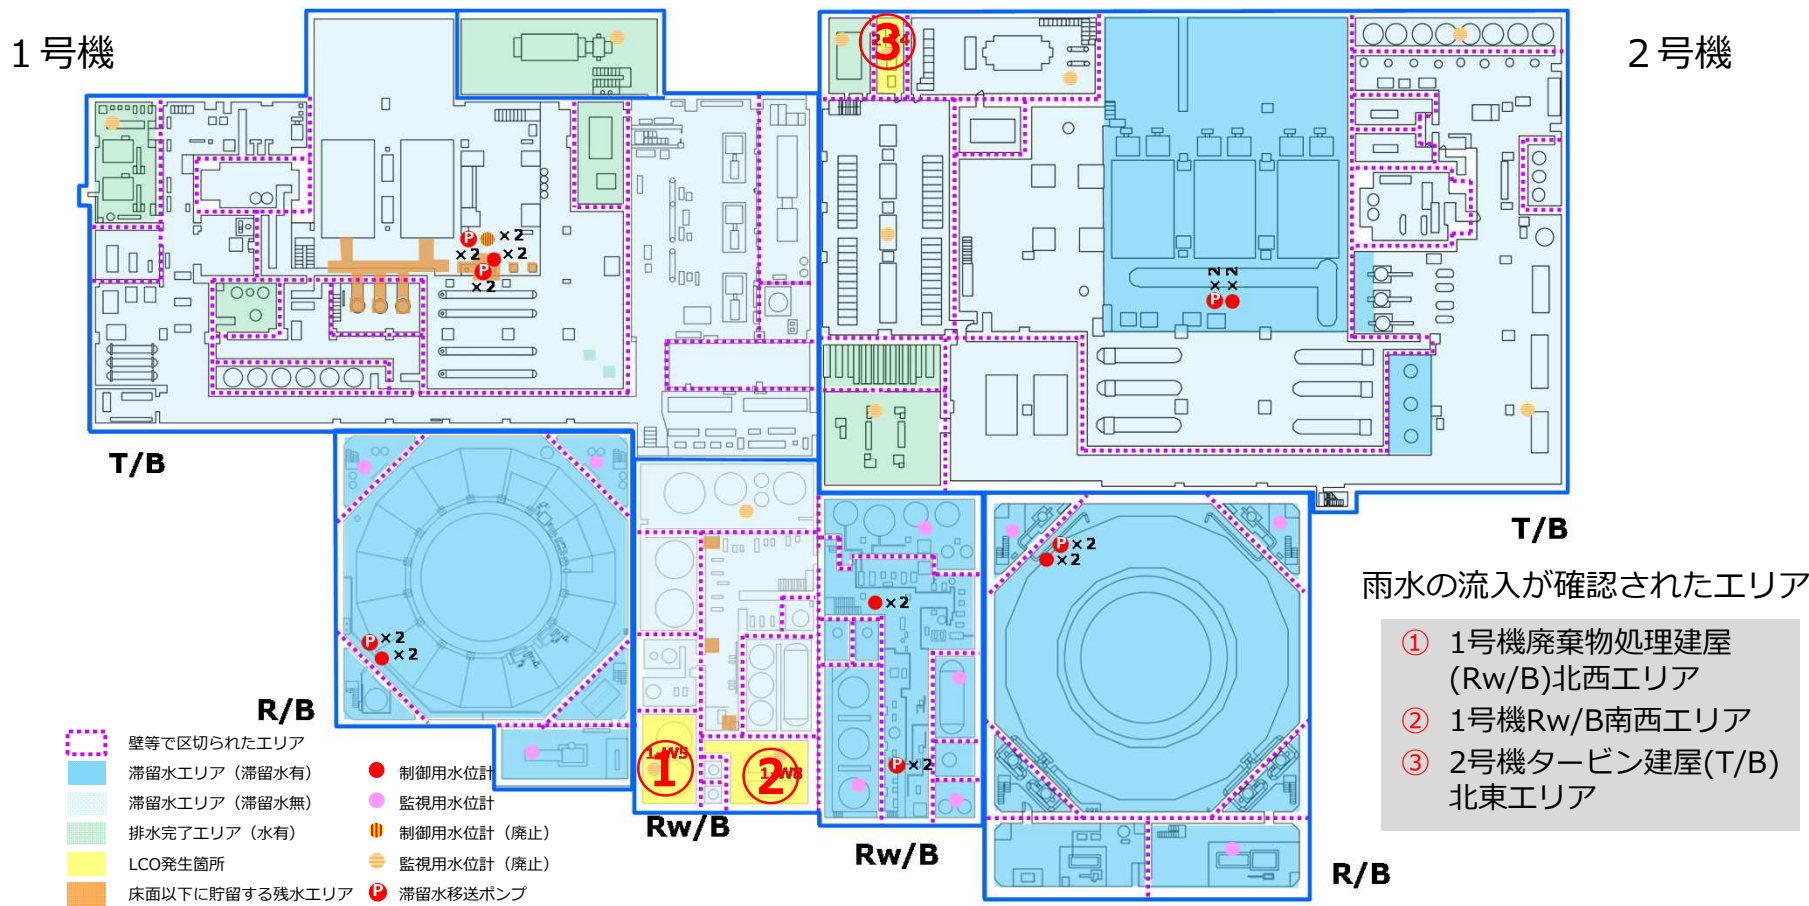 1号機
2号機
③
×2
×2
×2
×2
P
P
×2
×2
P
T/B
T/B
×2
×2
P
×2
×2
P
×2
×2
P
R/B
①
②
Rw/B
Rw/B
R/B
雨水の流入が確認されたエリア
① 1号機廃棄物処理建屋
(Rw/B)北西エリア
② 1号機Rw/B南西エリア
③ 2号機タービン建屋(T/B)
北東エリア
壁等で区切られたエリア
滞留水エリア（滞留水有）
滞留水エリア（滞留水無）
排水完了エリア（水有）
LCO発生箇所
床面以下に貯留する残水エリア
制御用水位計
監視用水位計
制御用水位計（廃止）
監視用水位計（廃止）
P 滞留水移送ポンプ